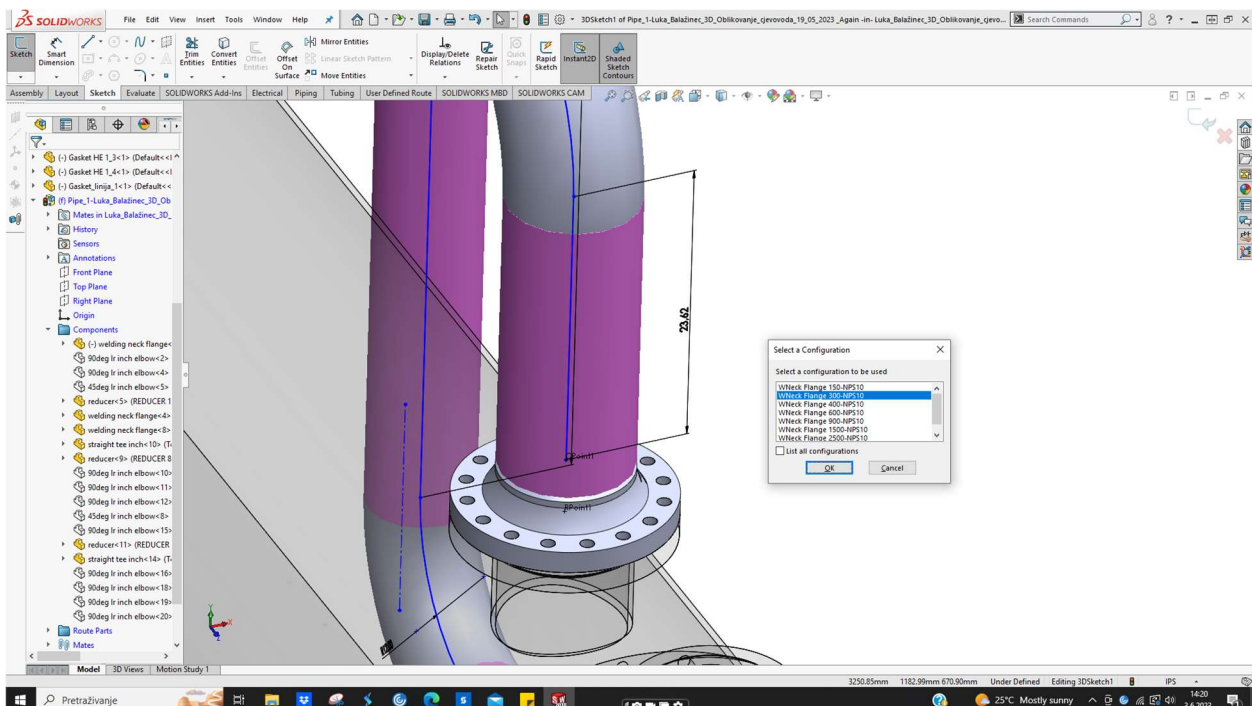 SOLIDWORKS File Edit View Insert Tools Window Help 3DSketch1 of Pipe_1-Luka_Balažinec_3D_Oblikovanje_cjevovoda_19_05_2023 _Again -in- Luka_Balažinec_3D_Oblikovanje_cjevo... Search Commands
Sketch Smart Dimension Trim Entities Convert Entities Offset Entities Offset On Surface Mirror Entities Linear Sketch Pattern Move Entities Display/Delete Relations Repair Sketch Quick Snaps Rapid Sketch Instant2D Shaded Sketch Contours
Assembly Layout Sketch Evaluate SOLIDWORKS Add-Ins Electrical Piping Tubing User Defined Route SOLIDWORKS MBD SOLIDWORKS CAM
(-) Gasket HE 1_3<1> (Default<<
(-) Gasket HE 1_4<1> (Default<<
(-) Gasket_linija_1<1> (Default<<
(f) Pipe_1-Luka_Balažinec_3D_Ob
Mates in Luka_Balažinec_3D_
History
Sensors
Annotations
Front Plane
Top Plane
Right Plane
Origin
Components
(-) welding neck flange<
90deg lr inch elbow<2>
90deg lr inch elbow<4>
45deg lr inch elbow<5>
reducer<5> (REDUCER 1
welding neck flange<4>
welding neck flange<8>
straight tee inch<10> (T
reducer<9> (REDUCER 8
90deg lr inch elbow<10>
90deg lr inch elbow<11>
90deg lr inch elbow<12>
45deg lr inch elbow<8>
90deg lr inch elbow<15>
reducer<11> (REDUCER
straight tee inch<14> (T
90deg lr inch elbow<16>
90deg lr inch elbow<18>
90deg lr inch elbow<19>
90deg lr inch elbow<20>
Route Parts
Mates
23,62
CPoint1
RPoint1
Y
X
Z
Select a Configuration
Select a configuration to be used
WNeck Flange 150-NPS10
WNeck Flange 300-NPS10
WNeck Flange 400-NPS10
WNeck Flange 600-NPS10
WNeck Flange 900-NPS10
WNeck Flange 1500-NPS10
WNeck Flange 2500-NPS10
List all configurations
OK Cancel
Model 3D Views Motion Study 1
3250.85mm 1182.99mm 670.90mm Under Defined Editing 3DSketch1 IPS
Pretraživanje 25°C Mostly sunny 14:20
3.6.2023.